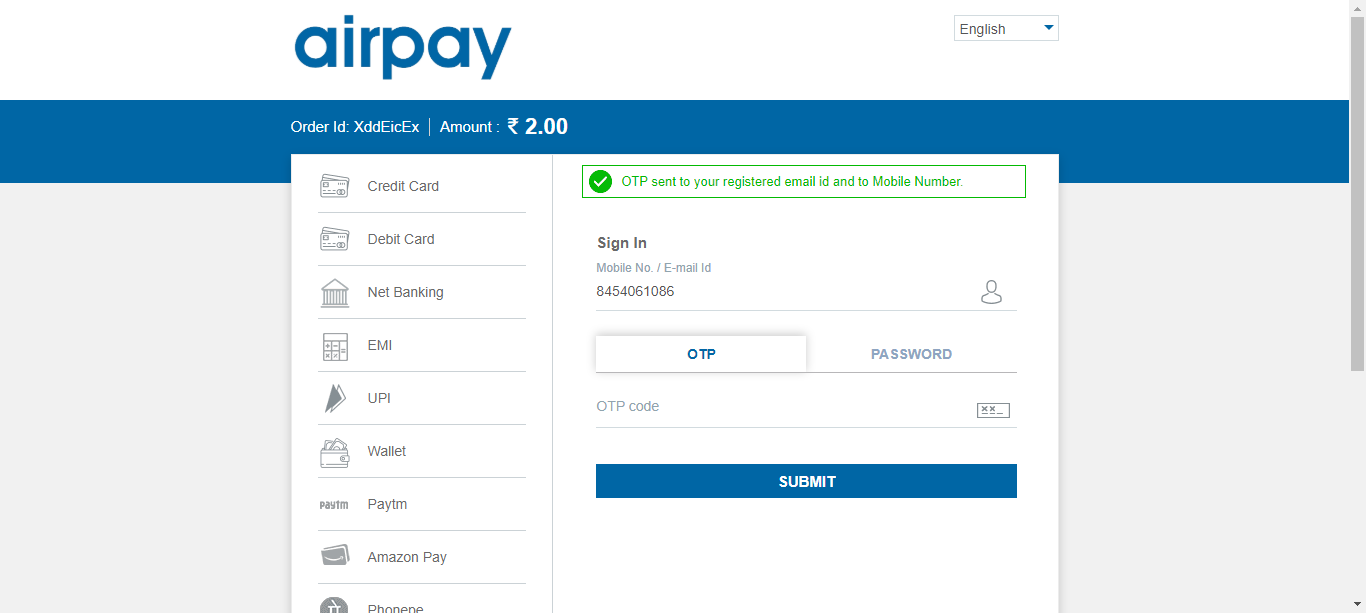 airpay
English
Order Id: XddEicEx
Amount : ₹ 2.00
Credit Card
Debit Card
Net Banking
EMI
UPI
Wallet
paytm
Paytm
Amazon Pay
Phonepe
OTP sent to your registered email id and to Mobile Number.
Sign In
Mobile No. / E-mail Id
8454061086
OTP
PASSWORD
OTP code
SUBMIT